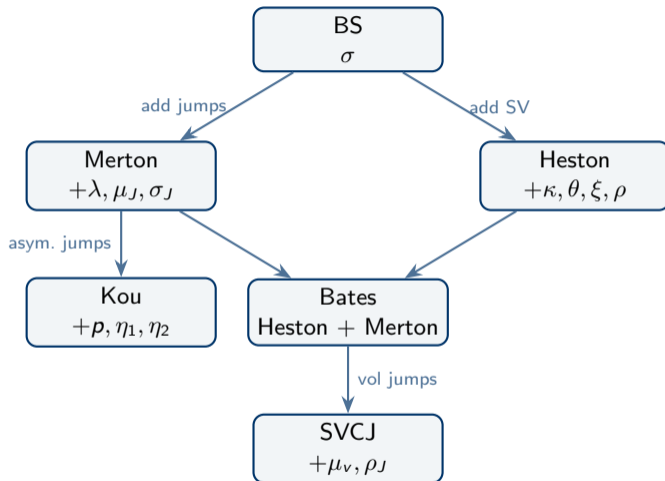 BS
σ
add jumps
add SV
Merton
+λ, μ_J, σ_J
Heston
+κ, θ, ξ, ρ
asym. jumps
Kou
+p, η₁, η₂
Bates
Heston + Merton
vol jumps
SVCJ
+μ_v, ρ_J